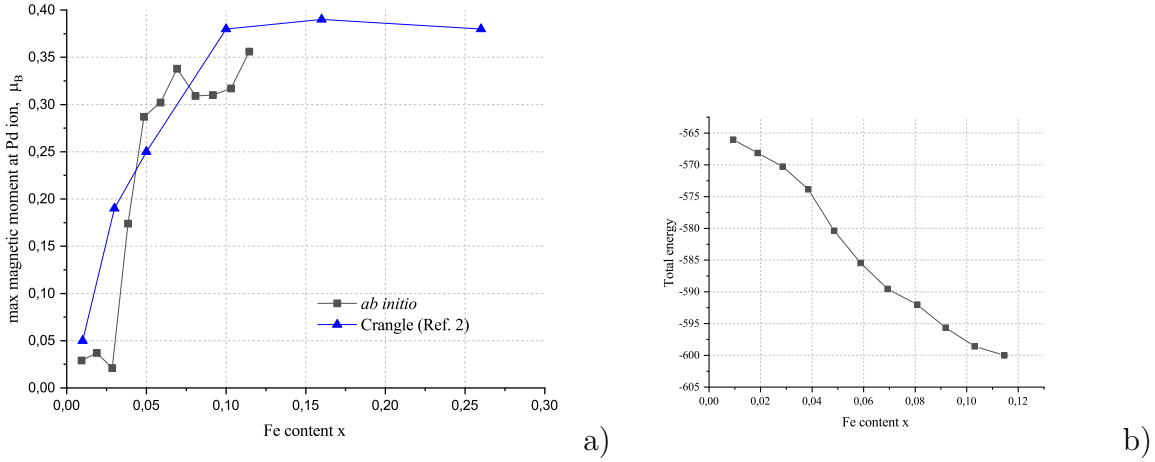 0,40
0,35
0,30
0,25
0,20
0,15
0,10
0,05
0,00
max magnetic moment at Pd ion, μB
0,00 0,05 0,10 0,15 0,20 0,25 0,30
Fe content x
ab initio
Crangle (Ref. 2)
a)
-565
-570
-575
-580
-585
-590
-595
-600
-605
Total energy
0,00 0,02 0,04 0,06 0,08 0,10 0,12
Fe content x
b)